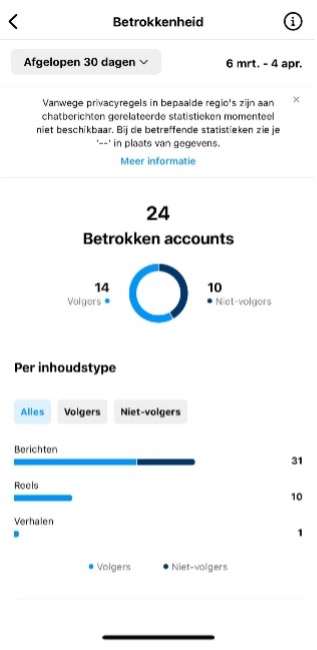 Betrokkenheid
Afgelopen 30 dagen
6 mrt. - 4 apr.
Vanwege privacyregels in bepaalde regio's zijn aan
chatberichten gerelateerde statistieken momenteel
niet beschikbaar. Bij de betreffende statistieken zie je
'--' in plaats van gegevens.
Meer informatie
24
Betrokken accounts
14
Volgers
10
Niet-volgers
Per inhoudstype
Alles Volgers Niet-volgers
Berichten
31
Reels
10
Verhalen
1
Volgers Niet-volgers